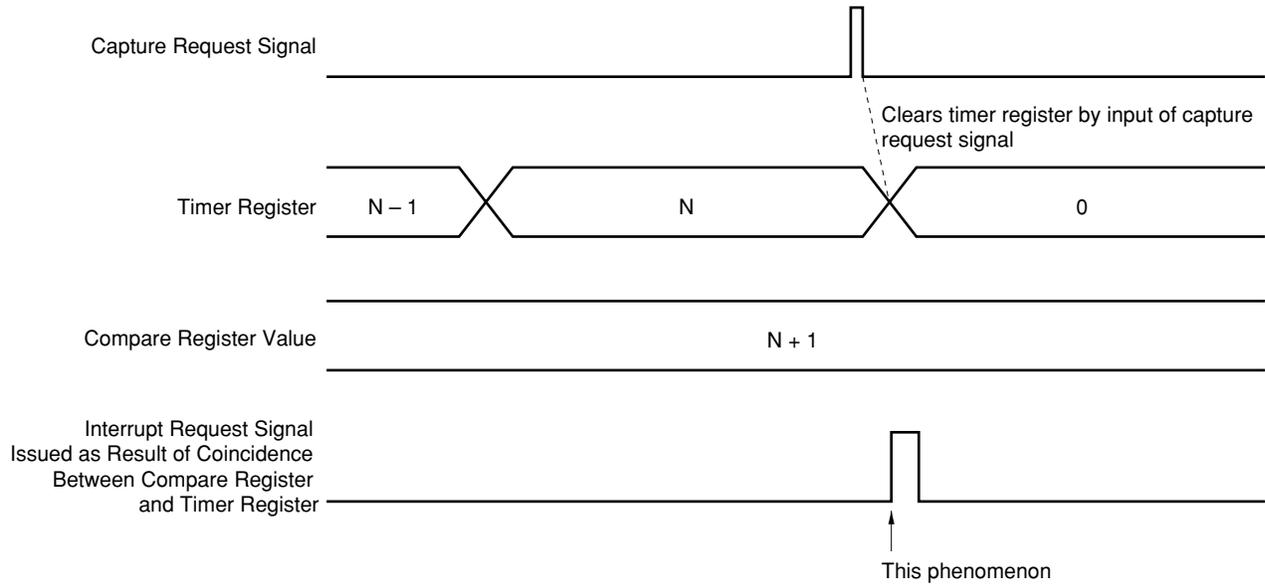 Capture Request Signal
Clears timer register by input of capture
request signal
Timer Register
N – 1
N
0
Compare Register Value
N + 1
Interrupt Request Signal
Issued as Result of Coincidence
Between Compare Register
and Timer Register
This phenomenon